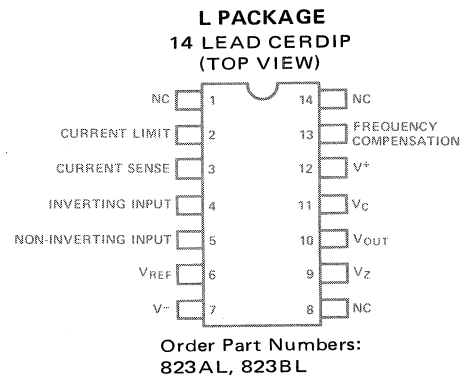 L PACKAGE
14 LEAD CERDIP
(TOP VIEW)
NC 1 14 NC
CURRENT LIMIT 2 13 FREQUENCY COMPENSATION
CURRENT SENSE 3 12 V+
INVERTING INPUT 4 11 VC
NON-INVERTING INPUT 5 10 VOUT
VREF 6 9 VZ
V− 7 8 NC
Order Part Numbers:
823AL, 823BL